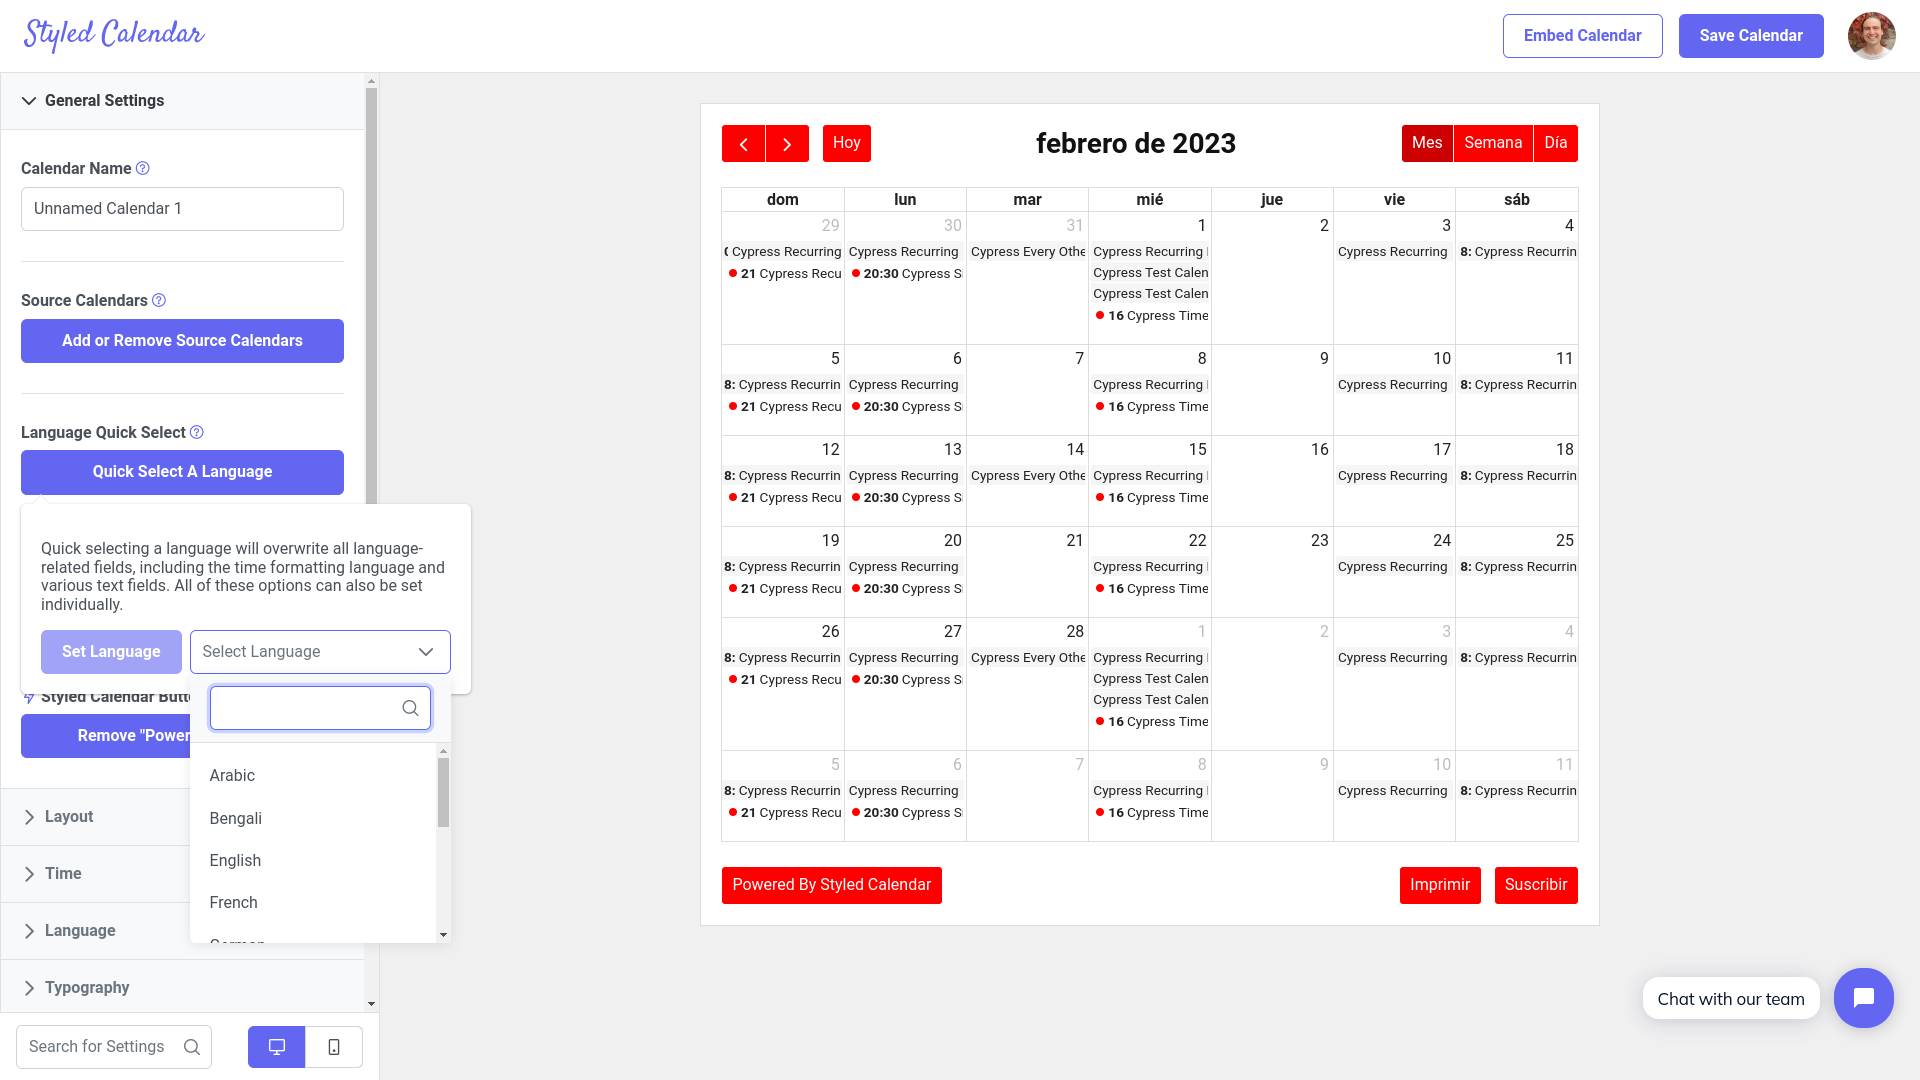 Styled Calendar
Embed Calendar
Save Calendar
General Settings
Calendar Name
Unnamed Calendar 1
Source Calendars
Add or Remove Source Calendars
Language Quick Select
Quick Select A Language
Quick selecting a language will overwrite all language-
related fields, including the time formatting language and
various text fields. All of these options can also be set
individually.
Set Language
Select Language
Styled Calendar
Remove "Power
Arabic
Bengali
English
French
German
Layout
Time
Language
Typography
Search for Settings
Hoy
febrero de 2023
Mes Semana Día
dom lun mar mié jue vie sáb
29 30 31 1 2 3 4
Cypress Recurring Cypress Recurring Cypress Every Othe Cypress Recurring Cypress Recurring 8: Cypress Recurrin
21 Cypress Recu 20:30 Cypress S Cypress Test Calen
Cypress Test Calen
16 Cypress Time
5 6 7 8 9 10 11
8: Cypress Recurrin Cypress Recurring Cypress Recurring Cypress Recurring 8: Cypress Recurrin
21 Cypress Recu 20:30 Cypress S 16 Cypress Time
12 13 14 15 16 17 18
8: Cypress Recurrin Cypress Recurring Cypress Every Othe Cypress Recurring Cypress Recurring 8: Cypress Recurrin
21 Cypress Recu 20:30 Cypress S 16 Cypress Time
19 20 21 22 23 24 25
8: Cypress Recurrin Cypress Recurring Cypress Recurring Cypress Recurring 8: Cypress Recurrin
21 Cypress Recu 20:30 Cypress S 16 Cypress Time
26 27 28 1 2 3 4
8: Cypress Recurrin Cypress Recurring Cypress Every Othe Cypress Recurring Cypress Recurring 8: Cypress Recurrin
21 Cypress Recu 20:30 Cypress S Cypress Test Calen
Cypress Test Calen
16 Cypress Time
5 6 7 8 9 10 11
8: Cypress Recurrin Cypress Recurring Cypress Recurring Cypress Recurring 8: Cypress Recurrin
21 Cypress Recu 20:30 Cypress S 16 Cypress Time
Powered By Styled Calendar
Imprimir
Suscribir
Chat with our team